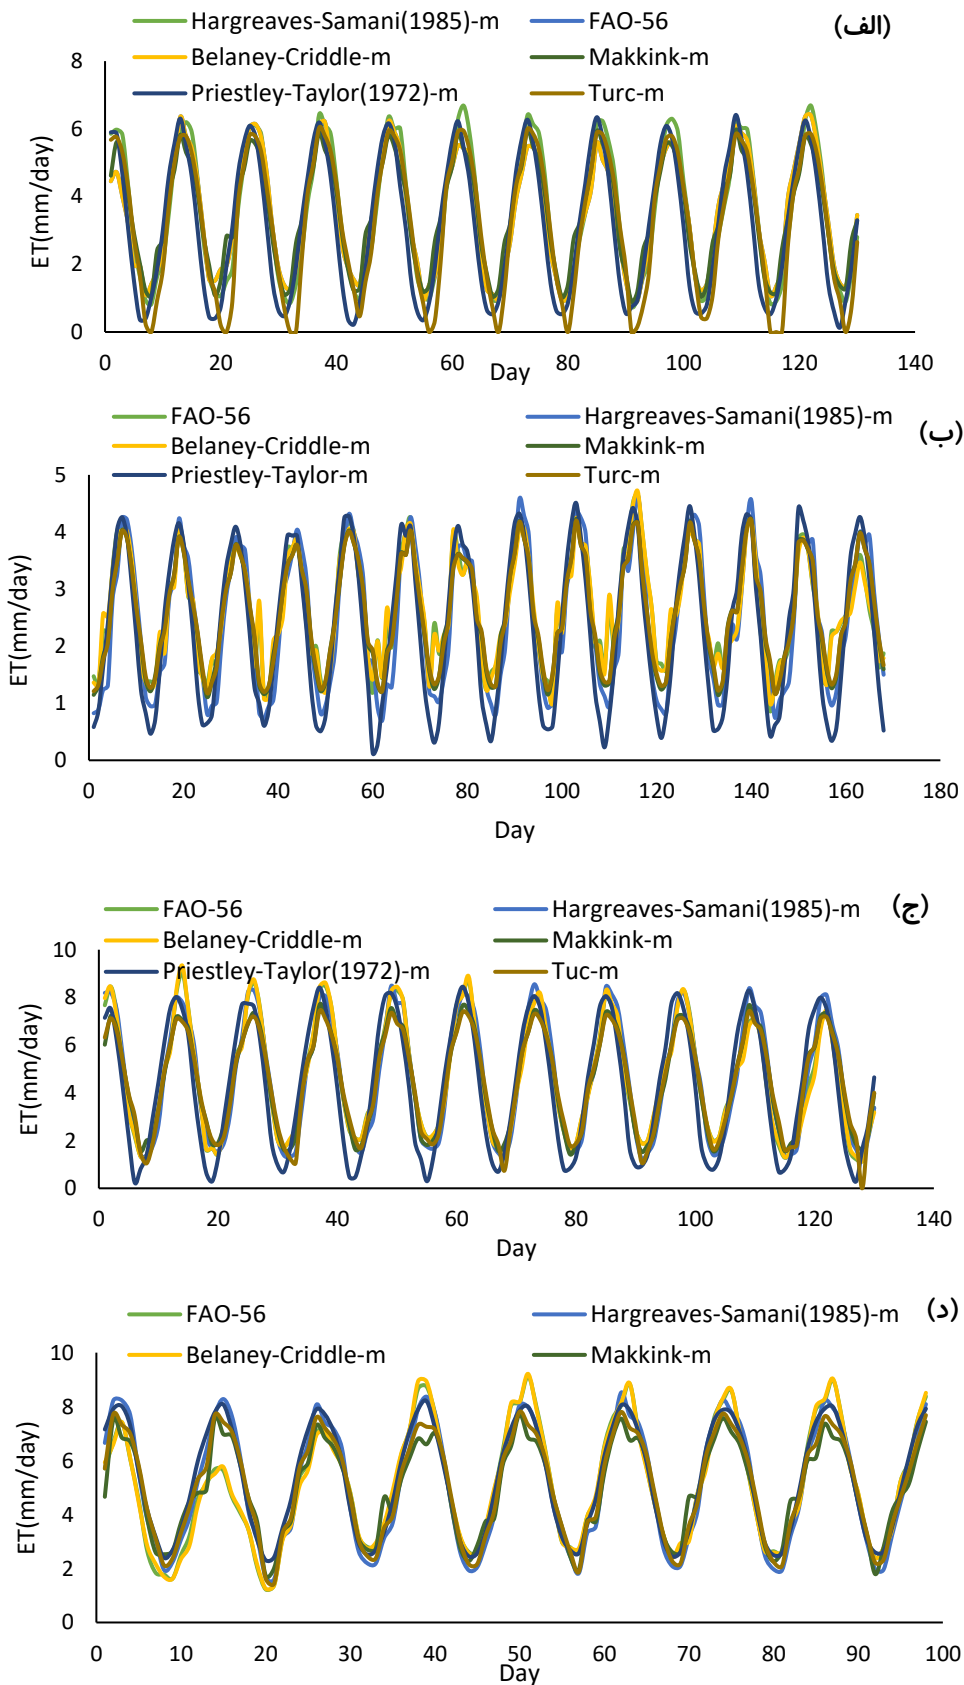 Hargreaves-Samani(1985)-m FAO-56 (الف)
Belaney-Criddle-m Makkink-m
Priestley-Taylor(1972)-m Turc-m
8
6
4
2
0
ET(mm/day)
0 20 40 60 80 100 120 140
Day
FAO-56 Hargreaves-Samani(1985)-m (ب)
Belaney-Criddle-m Makkink-m
Priestley-Taylor-m Turc-m
5
4
3
2
1
0
ET(mm/day)
0 20 40 60 80 100 120 140 160 180
Day
FAO-56 Hargreaves-Samani(1985)-m (ج)
Belaney-Criddle-m Makkink-m
Priestley-Taylor(1972)-m Tuc-m
10
8
6
4
2
0
ET(mm/day)
0 20 40 60 80 100 120 140
Day
FAO-56 Hargreaves-Samani(1985)-m (د)
Belaney-Criddle-m Makkink-m
10
8
6
4
2
0
ET(mm/day)
0 10 20 30 40 50 60 70 80 90 100
Day